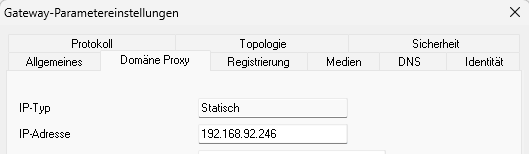 Gateway-Parametereinstellungen
Protokoll Topologie Sicherheit
Allgemeines Domäne Proxy Registrierung Medien DNS Identität
IP-Typ Statisch
IP-Adresse 192.168.92.246